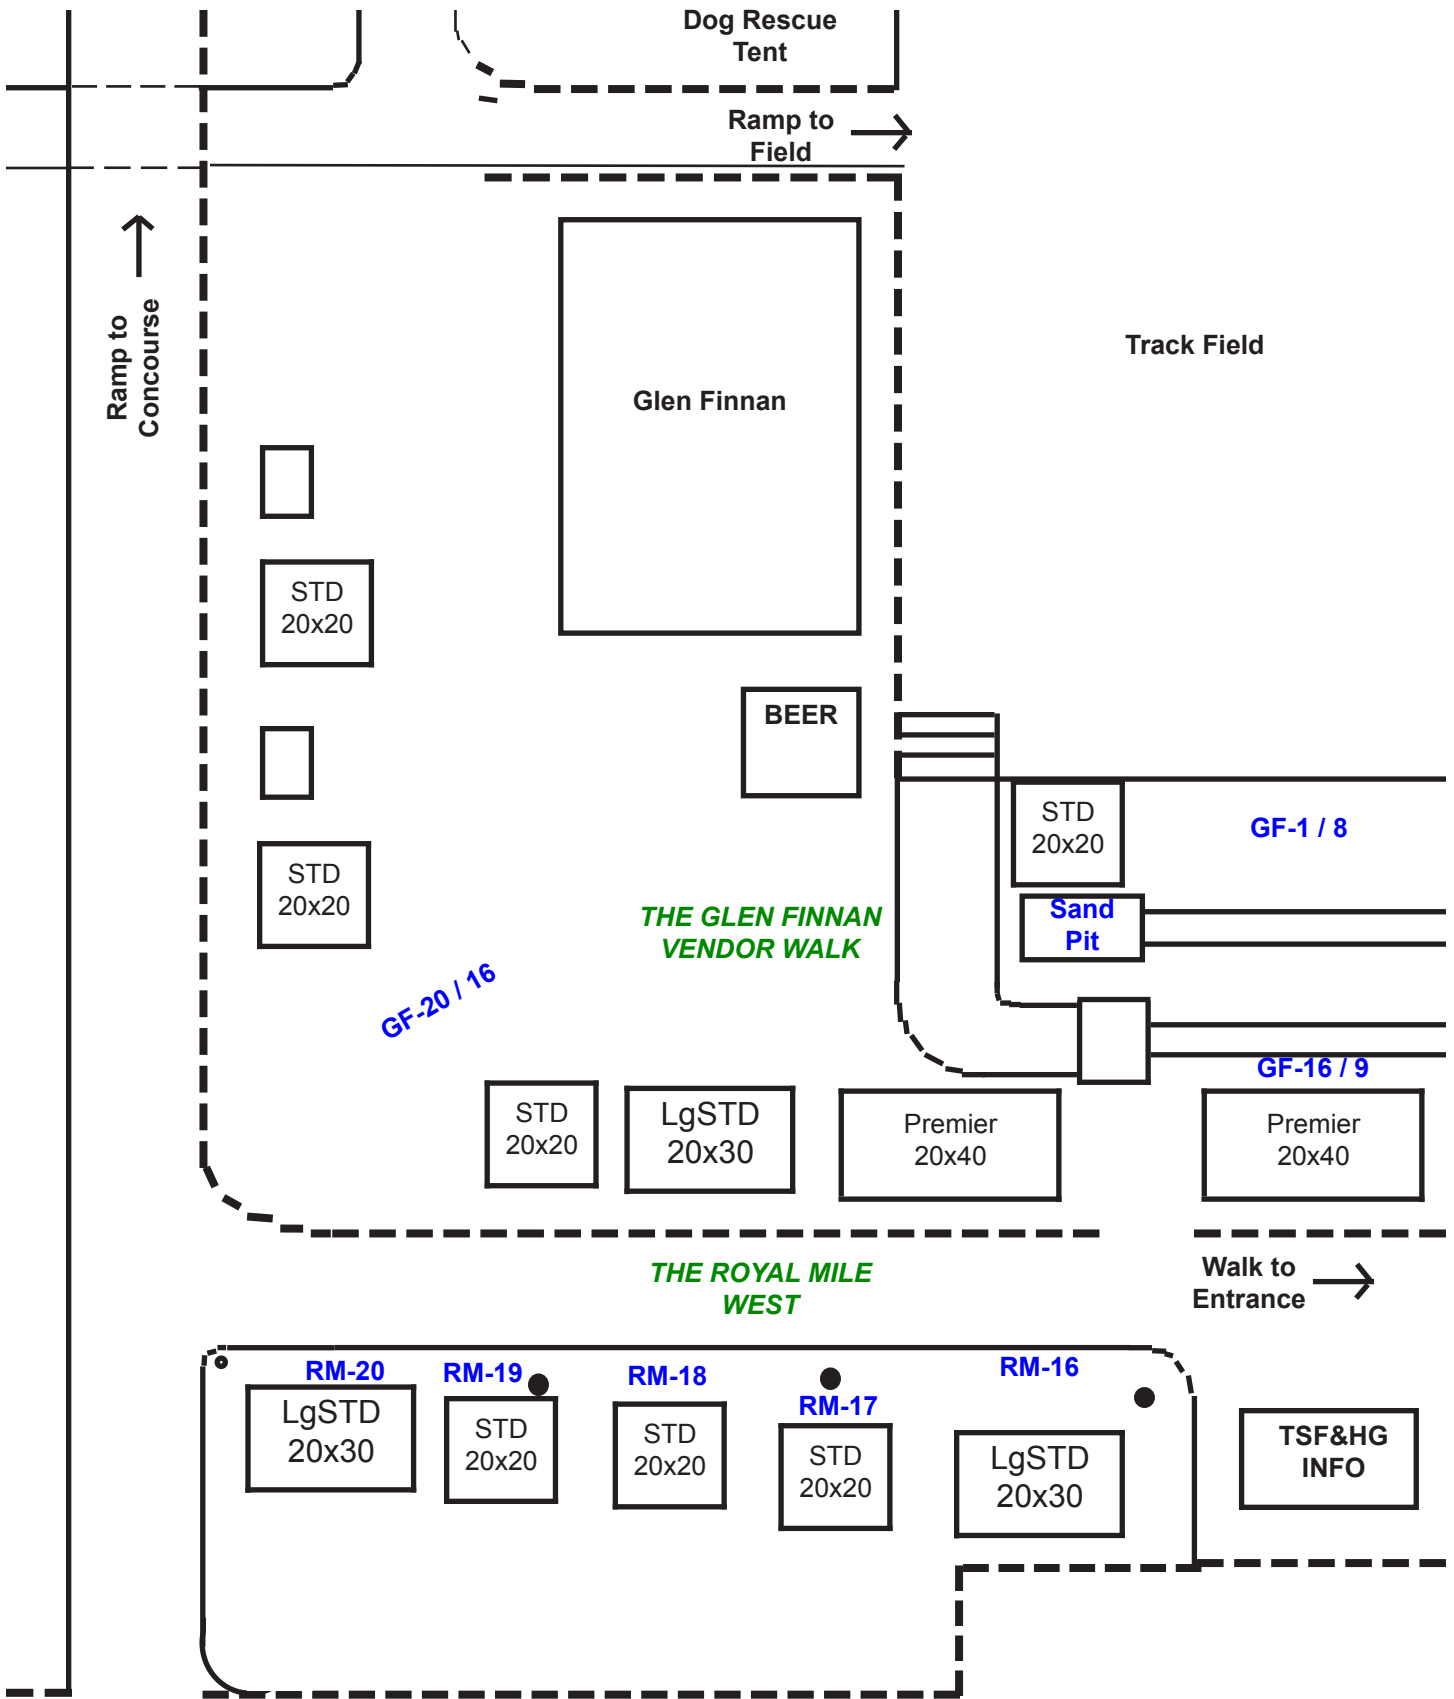 Dog Rescue
Tent
Ramp to
Field
Ramp to
Concourse
Track Field
Glen Finnan
STD
20x20
BEER
STD
20x20
GF-1 / 8
STD
20x20
THE GLEN FINNAN
VENDOR WALK
Sand
Pit
GF-20 / 16
GF-16 / 9
STD
20x20
LgSTD
20x30
Premier
20x40
Premier
20x40
THE ROYAL MILE
WEST
Walk to
Entrance
RM-20
LgSTD
20x30
RM-19
STD
20x20
RM-18
STD
20x20
RM-17
STD
20x20
RM-16
LgSTD
20x30
TSF&HG
INFO